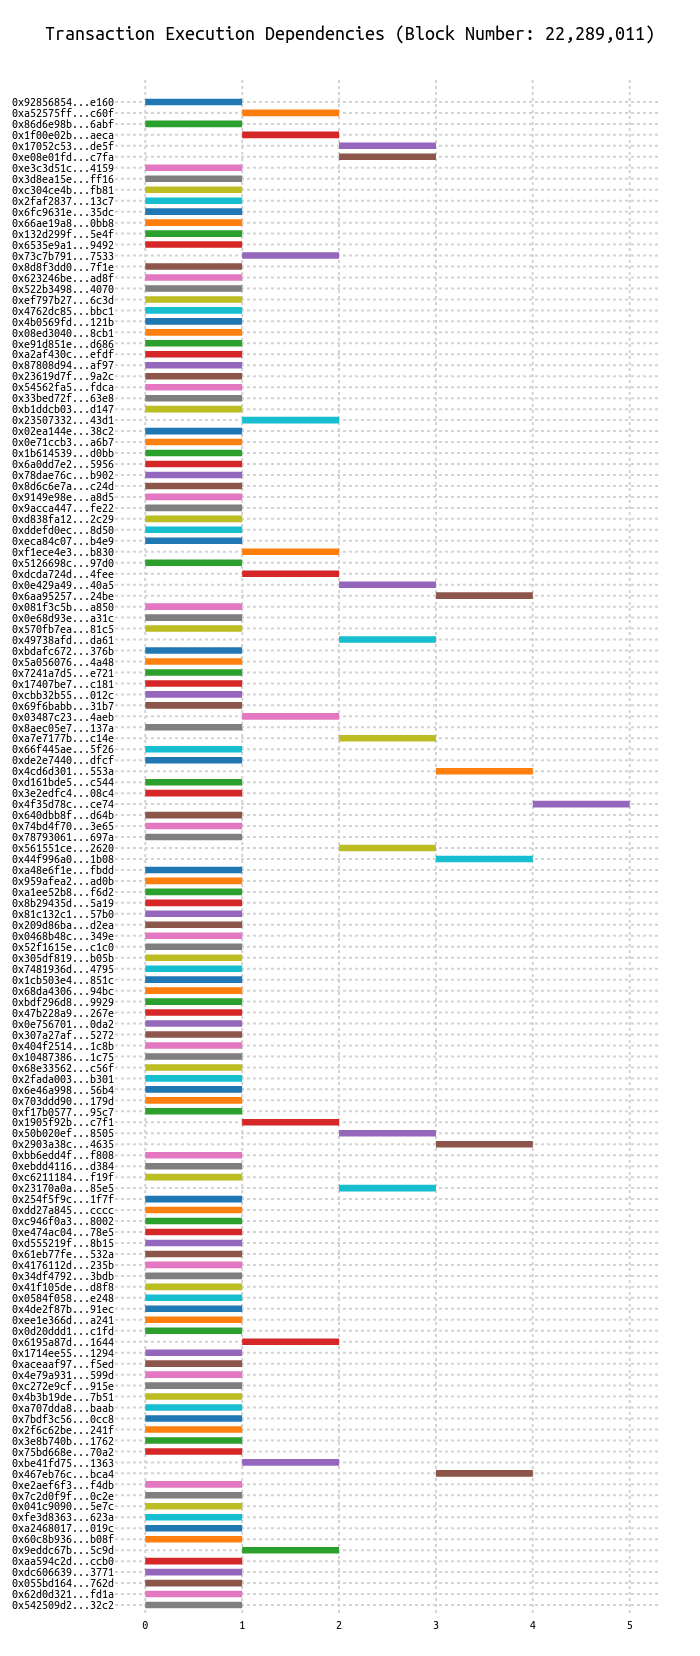 Transaction Execution Dependencies (Block Number: 22,289,011)
0x92856854...e160
0xa52575ff...c60f
0x86d6e98b...6abf
0x1f00e02b...aeca
0x17052c53...de5f
0xe08e01fd...c7fa
0xe3c3d51c...4159
0x3d8ea15e...ff16
0xc304ce4b...fb81
0x2faf2837...13c7
0x6fc9631e...35dc
0x66ae19a8...0bb8
0x132d299f...5e4f
0x6535e9a1...9492
0x73c7b791...7533
0x8d8f3dd0...7f1e
0x623246be...ad8f
0x522b3498...4070
0xef797b27...6c3d
0x4762dc85...bbc1
0x4b0569fd...121b
0x08ed3040...8cb1
0xe91d851e...d686
0xa2af430c...efdf
0x87808d94...af97
0x23619d7f...9a2c
0x54562fa5...fdca
0x33bed72f...63e8
0xb1ddcb03...d147
0x23507332...43d1
0x02ea144e...38c2
0x0e71ccb3...a6b7
0x1b614539...d0bb
0x6a0dd7e2...5956
0x78dae76c...b902
0x8d6c6e7a...c24d
0x9149e98e...a8d5
0x9acca447...fe22
0xd838fa12...2c29
0xddefd0ec...8d50
0xeca84c07...b4e9
0xf1ece4e3...b830
0x5126698c...97d0
0xdcda724d...4fee
0x0e429a49...40a5
0x6aa95257...24be
0x081f3c5b...a850
0x0e68d93e...a31c
0x570fb7ea...81c5
0x49738afd...da61
0xbdafc672...376b
0x5a056076...4a48
0x7241a7d5...e721
0x17407be7...c181
0xcbb32b55...012c
0x69f6babb...31b7
0x03487c23...4aeb
0x8aec05e7...137a
0xa7e7177b...c14e
0x66f445ae...5f26
0xde2e7440...dfcf
0x4cd6d301...553a
0xd161bde5...c544
0x3e2edfc4...08c4
0x4f35d78c...ce74
0x640dbb8f...d64b
0x74bd4f70...3e65
0x78793061...697a
0x561551ce...2620
0x44f996a0...1b08
0xa48e6f1e...fbdd
0x959afea2...ad0b
0xa1ee52b8...f6d2
0x8b29435d...5a19
0x81c132c1...57b0
0x209d86ba...d2ea
0x0468b48c...349e
0x52f1615e...c1c0
0x305df819...b05b
0x7481936d...4795
0x1cb503e4...851c
0x68da4306...94bc
0xbdf296d8...9929
0x47b228a9...267e
0x0e756701...0da2
0x307a27af...5272
0x404f2514...1c8b
0x10487386...1c75
0x68e33562...c56f
0x2fada003...b301
0x6e46a998...56b4
0x703ddd90...179d
0xf17b0577...95c7
0x1905f92b...c7f1
0x50b020ef...8505
0x2903a38c...4635
0xbb6edd4f...f808
0xebdd4116...d384
0xc6211184...f19f
0x23170a0a...85e5
0x254f5f9c...1f7f
0xdd27a845...cccc
0xc946f0a3...8002
0xe474ac04...78e5
0xd555219f...8b15
0x61eb77fe...532a
0x4176112d...235b
0x34df4792...3bdb
0x41f105de...d8f8
0x0584f058...e248
0x4de2f87b...91ec
0xee1e366d...a241
0x0d20ddd1...c1fd
0x6195a87d...1644
0x1714ee55...1294
0xaceaaf97...f5ed
0x4e79a931...599d
0xc272e9cf...915e
0x4b3b19de...7b51
0xa707dda8...baab
0x7bdf3c56...0cc8
0x2f6c62be...241f
0x3e8b740b...1762
0x75bd668e...70a2
0xbe41fd75...1363
0x467eb76c...bca4
0xe2aef6f3...f4db
0x7c2d0f9f...0c2e
0x041c9090...5e7c
0xfe3d8363...623a
0xa2468017...019c
0x60c8b936...b08f
0x9eddc67b...5c9d
0xaa594c2d...ccb0
0xdc606639...3771
0x055bd164...762d
0x62d0d321...fd1a
0x542509d2...32c2
0 1 2 3 4 5